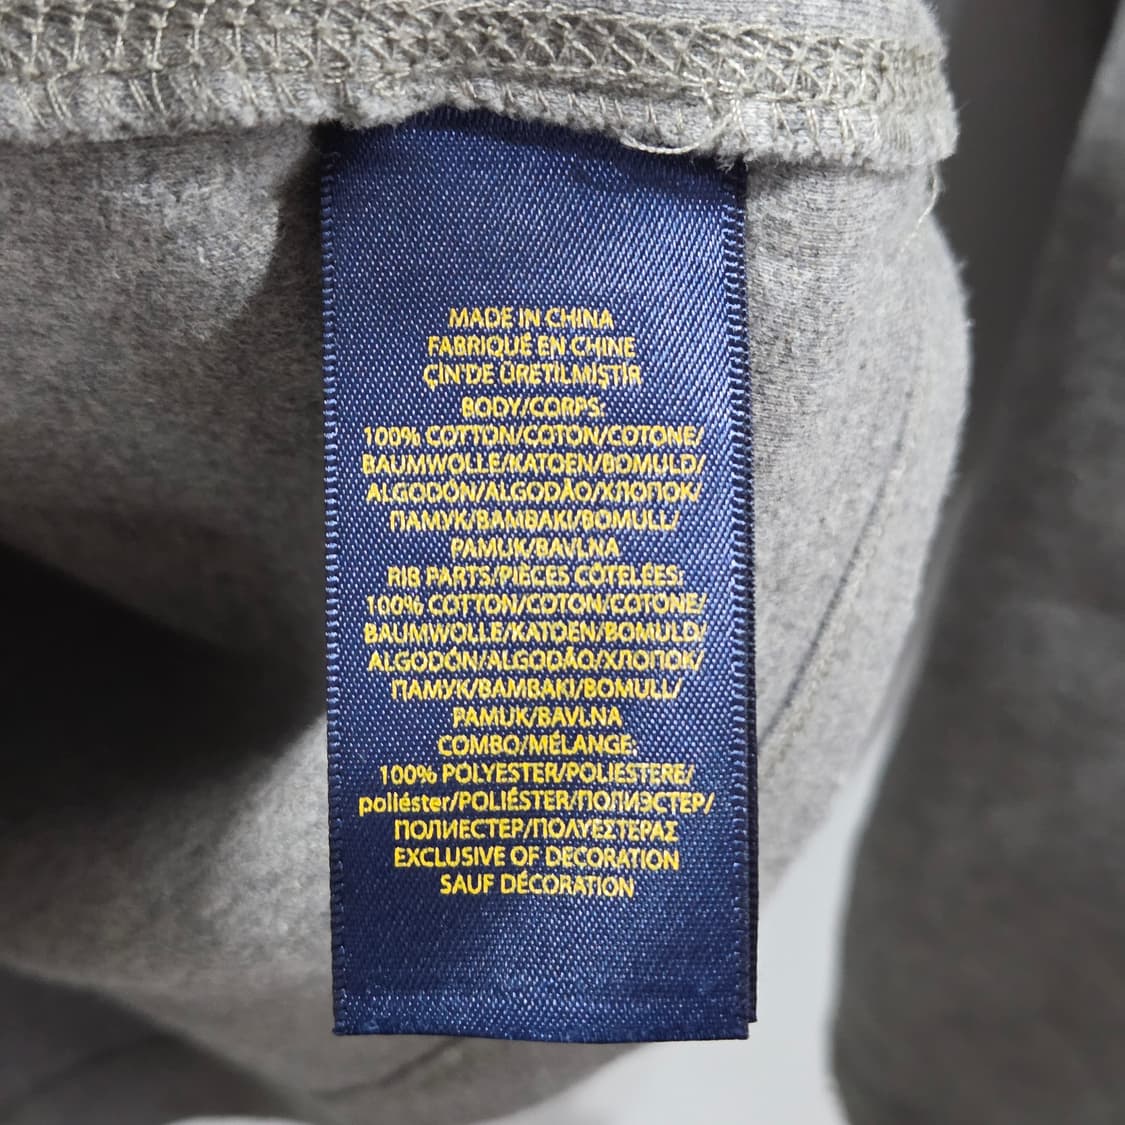 MADE IN CHINA
FABRIQUÉ EN CHINE
ÇİN'DE ÜRETİLMİŞTİR
BODY/CORPS:
100% COTTON/COTON/COTONE/
BAUMWOLLE/KATOEN/BOMULD/
ALGODÓN/ALGODÃO/ХЛОПОК/
ПАМУК/BAMBAKI/BOMULL/
PAMUK/BAVLNA
RIB PARTS/PIÈCES CÔTELÉES:
100% COTTON/COTON/COTONE/
BAUMWOLLE/KATOEN/BOMULD/
ALGODÓN/ALGODÃO/ХЛОПОК/
ПАМУК/BAMBAKI/BOMULL/
PAMUK/BAVLNA
COMBO/MÉLANGE:
100% POLYESTER/POLIESTERE/
poliéster/POLIÉSTER/ПОЛИЭСТЕР/
ПОЛИЕСТЕР/ΠΟΛΥΕΣΤΕΡΑΣ
EXCLUSIVE OF DECORATION
SAUF DÉCORATION